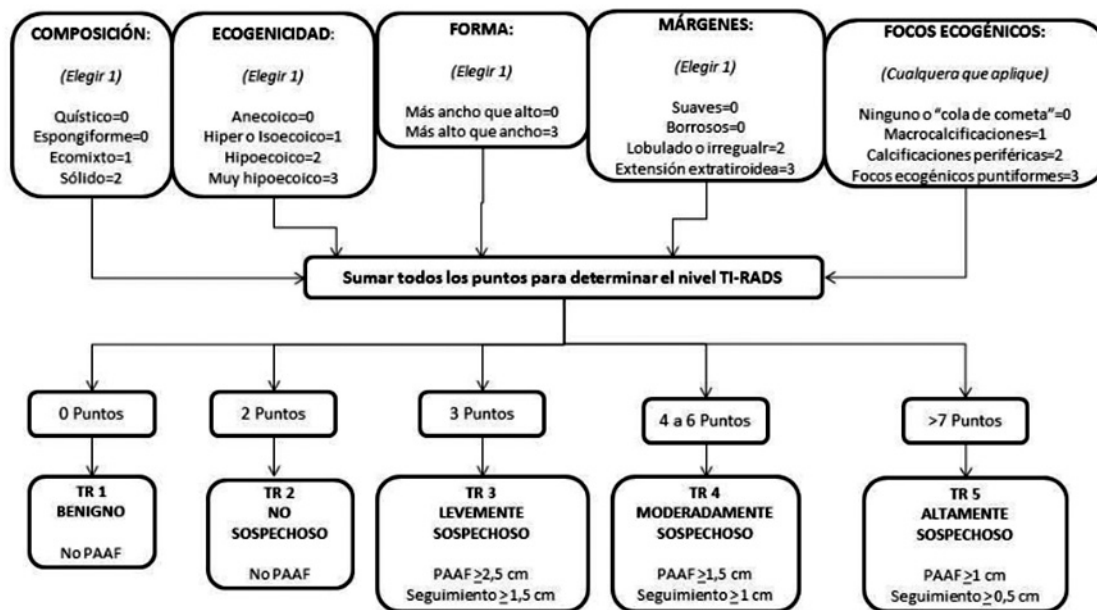 COMPOSICIÓN:
(Elegir 1)
Quístico=0
Espongiforme=0
Ecomixto=1
Sólido=2
ECOGENICIDAD:
(Elegir 1)
Anecoico=0
Hiper o Isoecoico=1
Hipoecoico=2
Muy hipoecoico=3
FORMA:
(Elegir 1)
Más ancho que alto=0
Más alto que ancho=3
MÁRGENES:
(Elegir 1)
Suaves=0
Borrosos=0
Lobulado o irregualr=2
Extensión extratiroidea=3
FOCOS ECOGÉNICOS:
(Cualquera que aplique)
Ninguno o "cola de cometa"=0
Macrocalcificaciones=1
Calcificaciones periféricas=2
Focos ecogénicos puntiformes=3
Sumar todos los puntos para determinar el nivel TI-RADS
0 Puntos
2 Puntos
3 Puntos
4 a 6 Puntos
>7 Puntos
TR 1
BENIGNO
No PAAF
TR 2
NO
SOSPECHOSO
No PAAF
TR 3
LEVEMENTE
SOSPECHOSO
PAAF ≥2,5 cm
Seguimiento ≥1,5 cm
TR 4
MODERADAMENTE
SOSPECHOSO
PAAF ≥1,5 cm
Seguimiento ≥1 cm
TR 5
ALTAMENTE
SOSPECHOSO
PAAF ≥1 cm
Seguimiento ≥0,5 cm